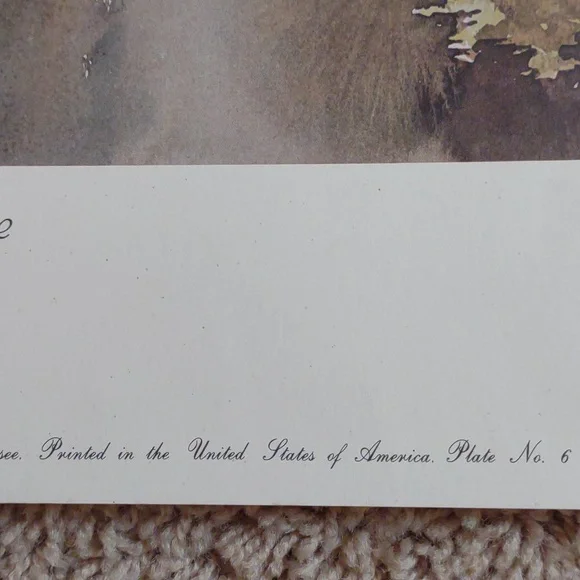 e
see. Printed in the United States of America. Plate No. 6